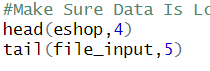 #Make Sure Data Is
head(eshop,4)
tail(file_input,5)